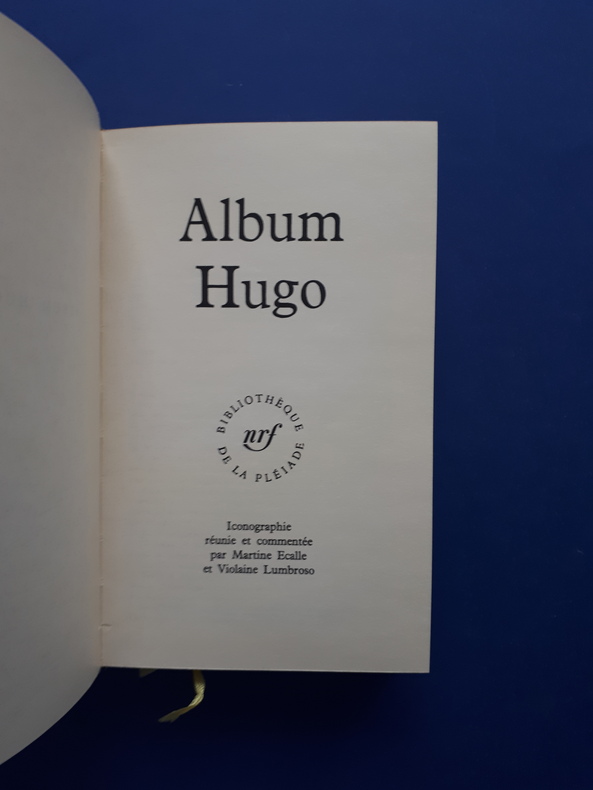 Album
Hugo
BIBLIOTHÈQUE
nrf
DE LA PLÉIADE
Iconographie
réunie et commentée
par Martine Ecalle
et Violaine Lumbroso